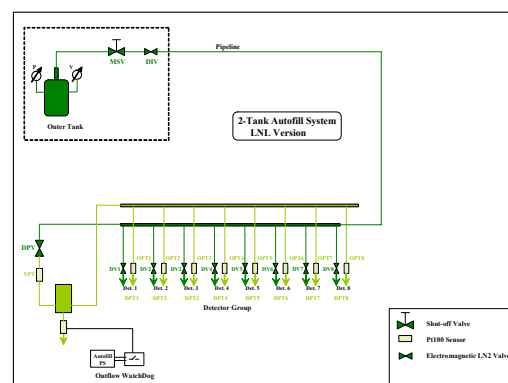 P
V
MSV
DIV
Pipeline
Outer Tank
2-Tank Autofill System
LNL Version
DPV
VPT
OPT1 OPT2 OPT3 OPT4 OPT5 OPT6 OPT7 OPT8
DV1 DV2 DV3 DV4 DV5 DV6 DV7 DV8
Det. 1 Det. 2 Det. 3 Det. 4 Det. 5 Det. 6 Det. 7 Det. 8
DPT1 DPT2 DPT3 DPT4 DPT5 DPT6 DPT7 DPT8
Detector Group
Autofill
PS
Outflow WatchDog
Shut-off Valve
Pt100 Sensor
Electromagnetic LN2 Valve